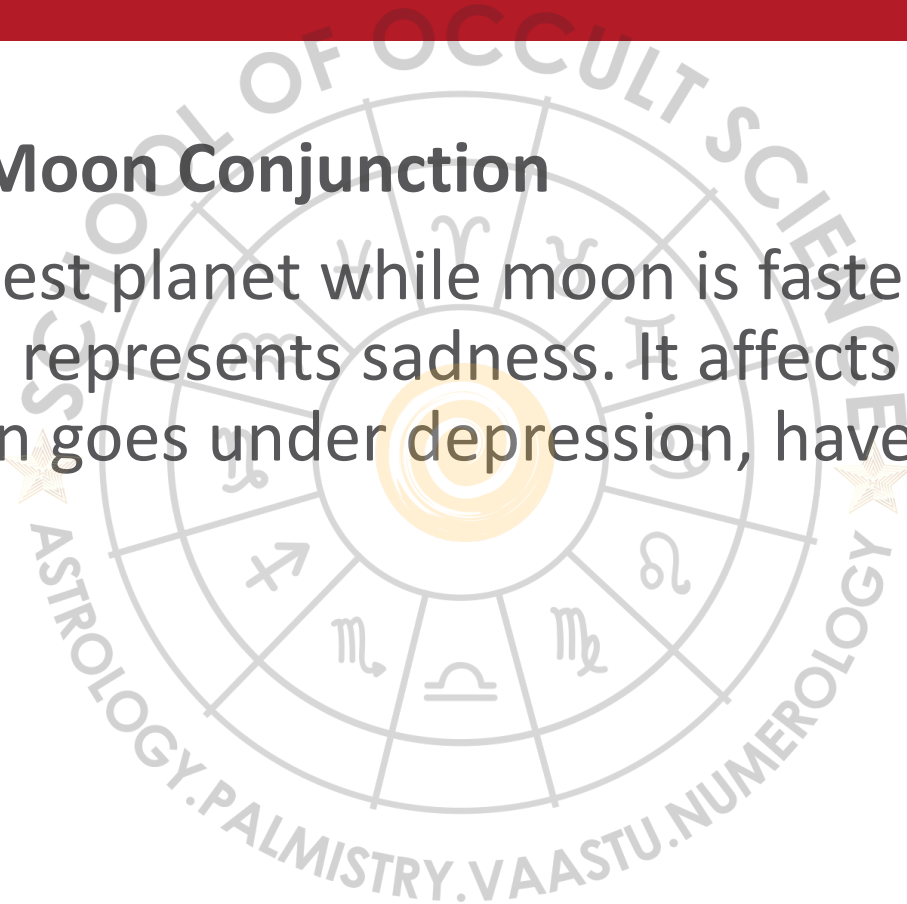 Moon Conjunction
est planet while moon is faste
represents sadness. It affects
n goes under depression, have
SCHOOL OF OCCULT SCIENCE
ASTROLOGY.PALMISTRY.VAASTU.NUMEROLOGY